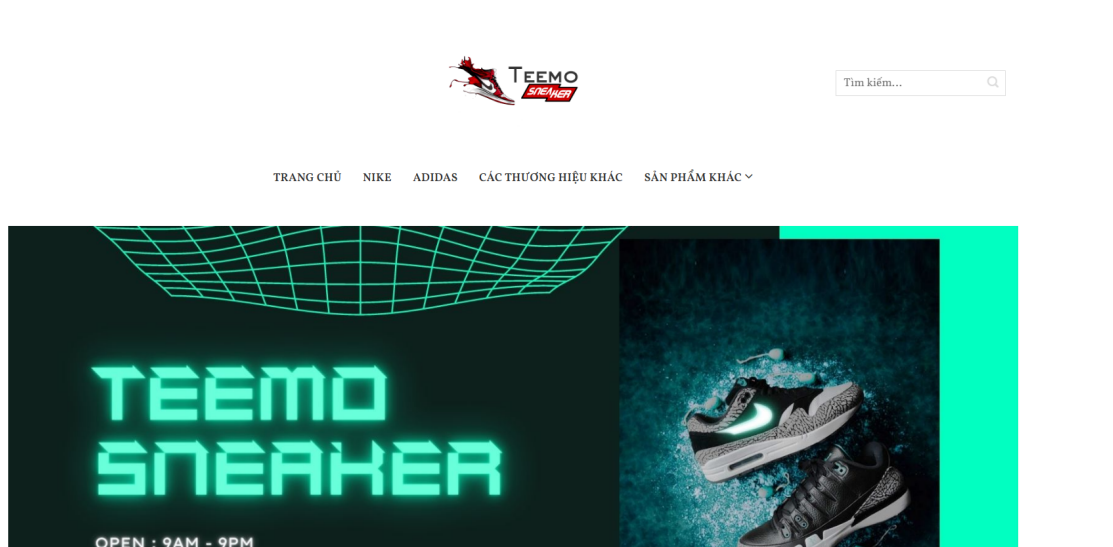 TEEMO
SNEAKER
Tìm kiếm...
TRANG CHỦ NIKE ADIDAS CÁC THƯƠNG HIỆU KHÁC SẢN PHẨM KHÁC
TEEMO
SNEAKER
OPEN : 9AM - 9PM